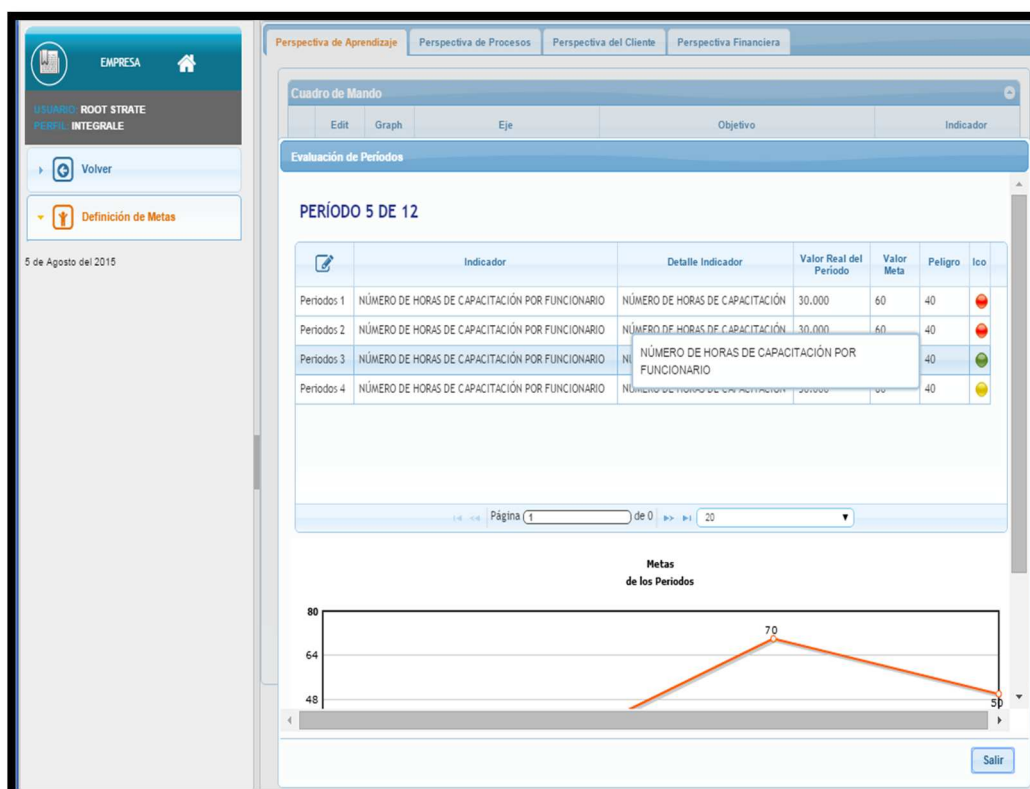 EMPRESA
USUARIO: ROOT STRATE
PERFIL: INTEGRALE
Volver
Definición de Metas
5 de Agosto del 2015
Perspectiva de Aprendizaje Perspectiva de Procesos Perspectiva del Cliente Perspectiva Financiera
Cuadro de Mando
Edit Graph Eje Objetivo Indicador
Evaluación de Períodos
PERÍODO 5 DE 12
Indicador Detalle Indicador Valor Real del Período Valor Meta Peligro Ico
Periodos 1 NÚMERO DE HORAS DE CAPACITACIÓN POR FUNCIONARIO NÚMERO DE HORAS DE CAPACITACIÓN 30.000 60 40
Periodos 2 NÚMERO DE HORAS DE CAPACITACIÓN POR FUNCIONARIO NÚMERO DE HORAS DE CAPACITACIÓN 30.000 60 40
Periodos 3 NÚMERO DE HORAS DE CAPACITACIÓN POR FUNCIONARIO 40
NÚMERO DE HORAS DE CAPACITACIÓN POR
FUNCIONARIO
Periodos 4 NÚMERO DE HORAS DE CAPACITACIÓN POR FUNCIONARIO NÚMERO DE HORAS DE CAPACITACIÓN 40
Página 1 de 0 20
Metas
de los Periodos
80
70
64
48
50
Salir